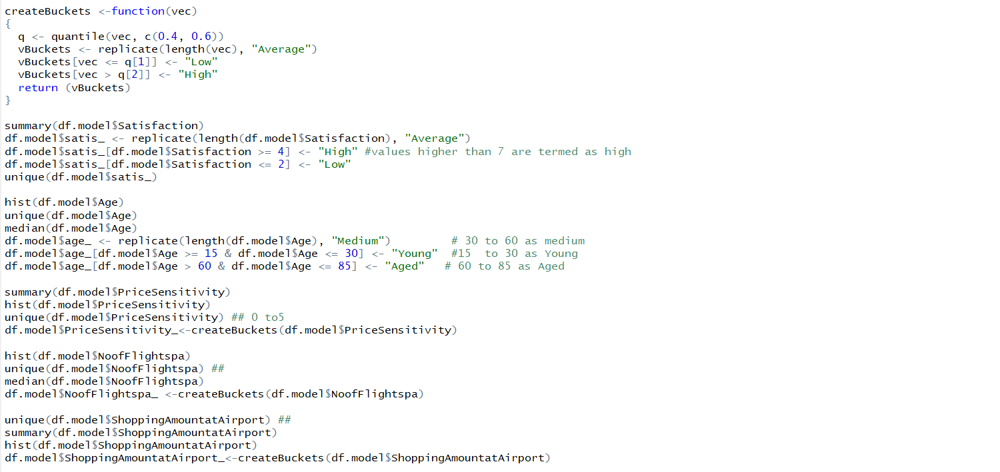 createBuckets <-function(vec)
{
  q <- quantile(vec, c(0.4, 0.6))
  vBuckets <- replicate(length(vec), "Average")
  vBuckets[vec <= q[1]] <- "Low"
  vBuckets[vec > q[2]] <- "High"
  return (vBuckets)
}

summary(df.model$Satisfaction)
df.model$satis_ <- replicate(length(df.model$Satisfaction), "Average")
df.model$satis_[df.model$Satisfaction >= 4] <- "High" #values higher than 7 are termed as high
df.model$satis_[df.model$Satisfaction <= 2] <- "Low"
unique(df.model$satis_)

hist(df.model$Age)
unique(df.model$Age)
median(df.model$Age)
df.model$age_ <- replicate(length(df.model$Age), "Medium")         # 30 to 60 as medium
df.model$age_[df.model$Age >= 15 & df.model$Age <= 30] <- "Young"  #15  to 30 as Young
df.model$age_[df.model$Age > 60 & df.model$Age <= 85] <- "Aged"   # 60 to 85 as Aged

summary(df.model$PriceSensitivity)
hist(df.model$PriceSensitivity)
unique(df.model$PriceSensitivity) ## 0 to5
df.model$PriceSensitivity_<-createBuckets(df.model$PriceSensitivity)

hist(df.model$NoofFlightspa)
unique(df.model$NoofFlightspa) ##
median(df.model$NoofFlightspa)
df.model$NoofFlightspa_ <-createBuckets(df.model$NoofFlightspa)

unique(df.model$ShoppingAmountatAirport) ##
summary(df.model$ShoppingAmountatAirport)
hist(df.model$ShoppingAmountatAirport)
df.model$ShoppingAmountatAirport_<-createBuckets(df.model$ShoppingAmountatAirport)